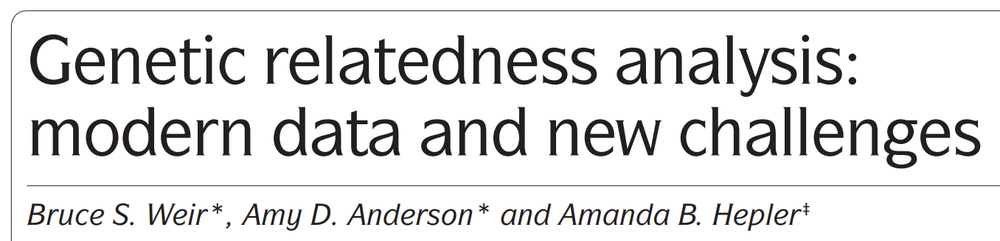 Genetic relatedness analysis:
modern data and new challenges
Bruce S. Weir*, Amy D. Anderson* and Amanda B. Hepler‡